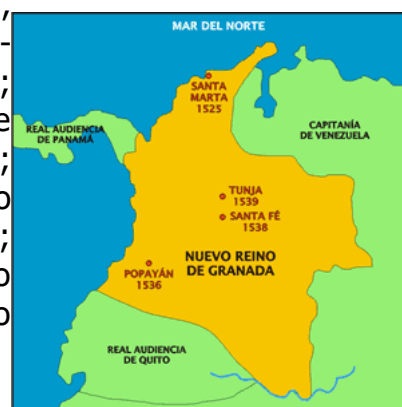 ,
-
;
e
;
o
;
o
o
MAR DEL NORTE
SANTA
MARTA
1525
REAL AUDIENCIA
DE PANAMÁ
CAPITANÍA
DE VENEZUELA
TUNJA
1539
SANTA FÉ
1538
NUEVO REINO
DE GRANADA
POPAYÁN
1536
REAL AUDIENCIA
DE QUITO